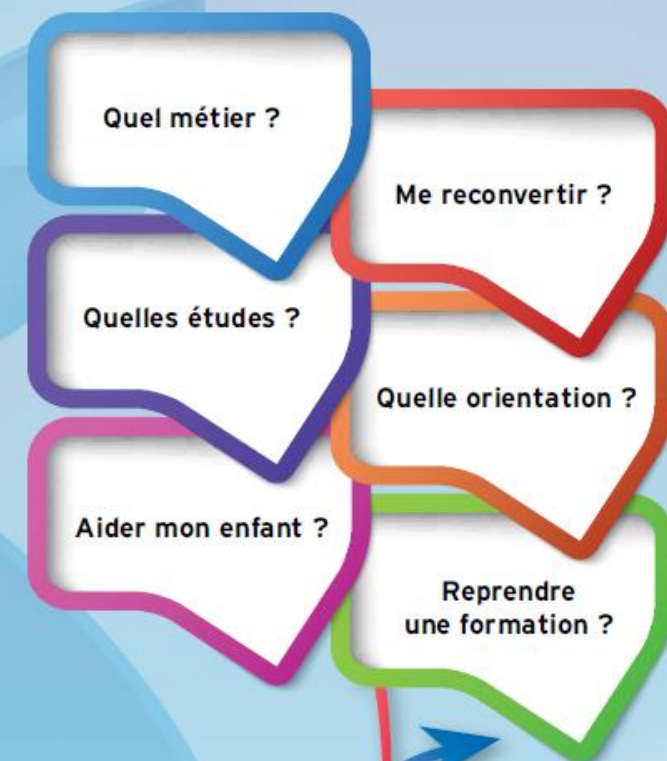 Quel métier ?
Me reconvertir ?
Quelles études ?
Quelle orientation ?
Aider mon enfant ?
Reprendre
une formation ?